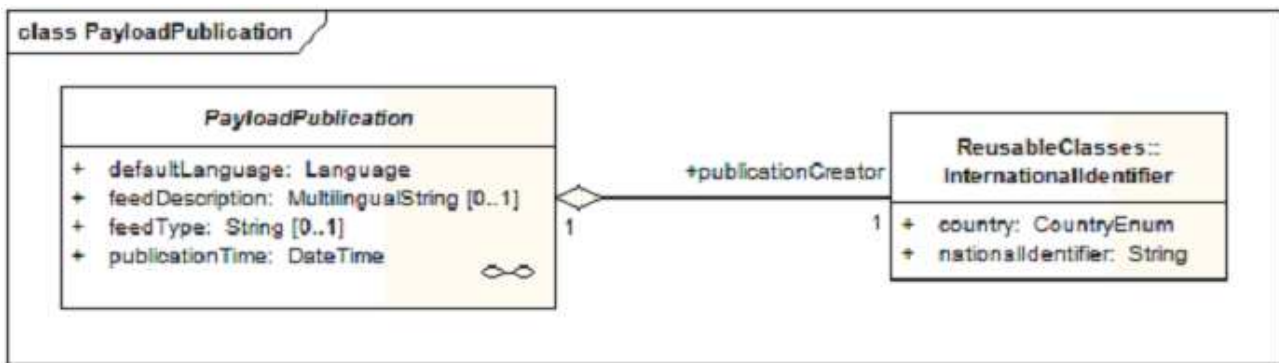 class PayloadPublication
PayloadPublication
+ defaultLanguage: Language
+ feedDescription: MultilingualString [0..1]
+ feedType: String [0..1]
+ publicationTime: DateTime
+publicationCreator
1
1
ReusableClasses::
InternationalIdentifier
+ country: CountryEnum
+ nationalIdentifier: String